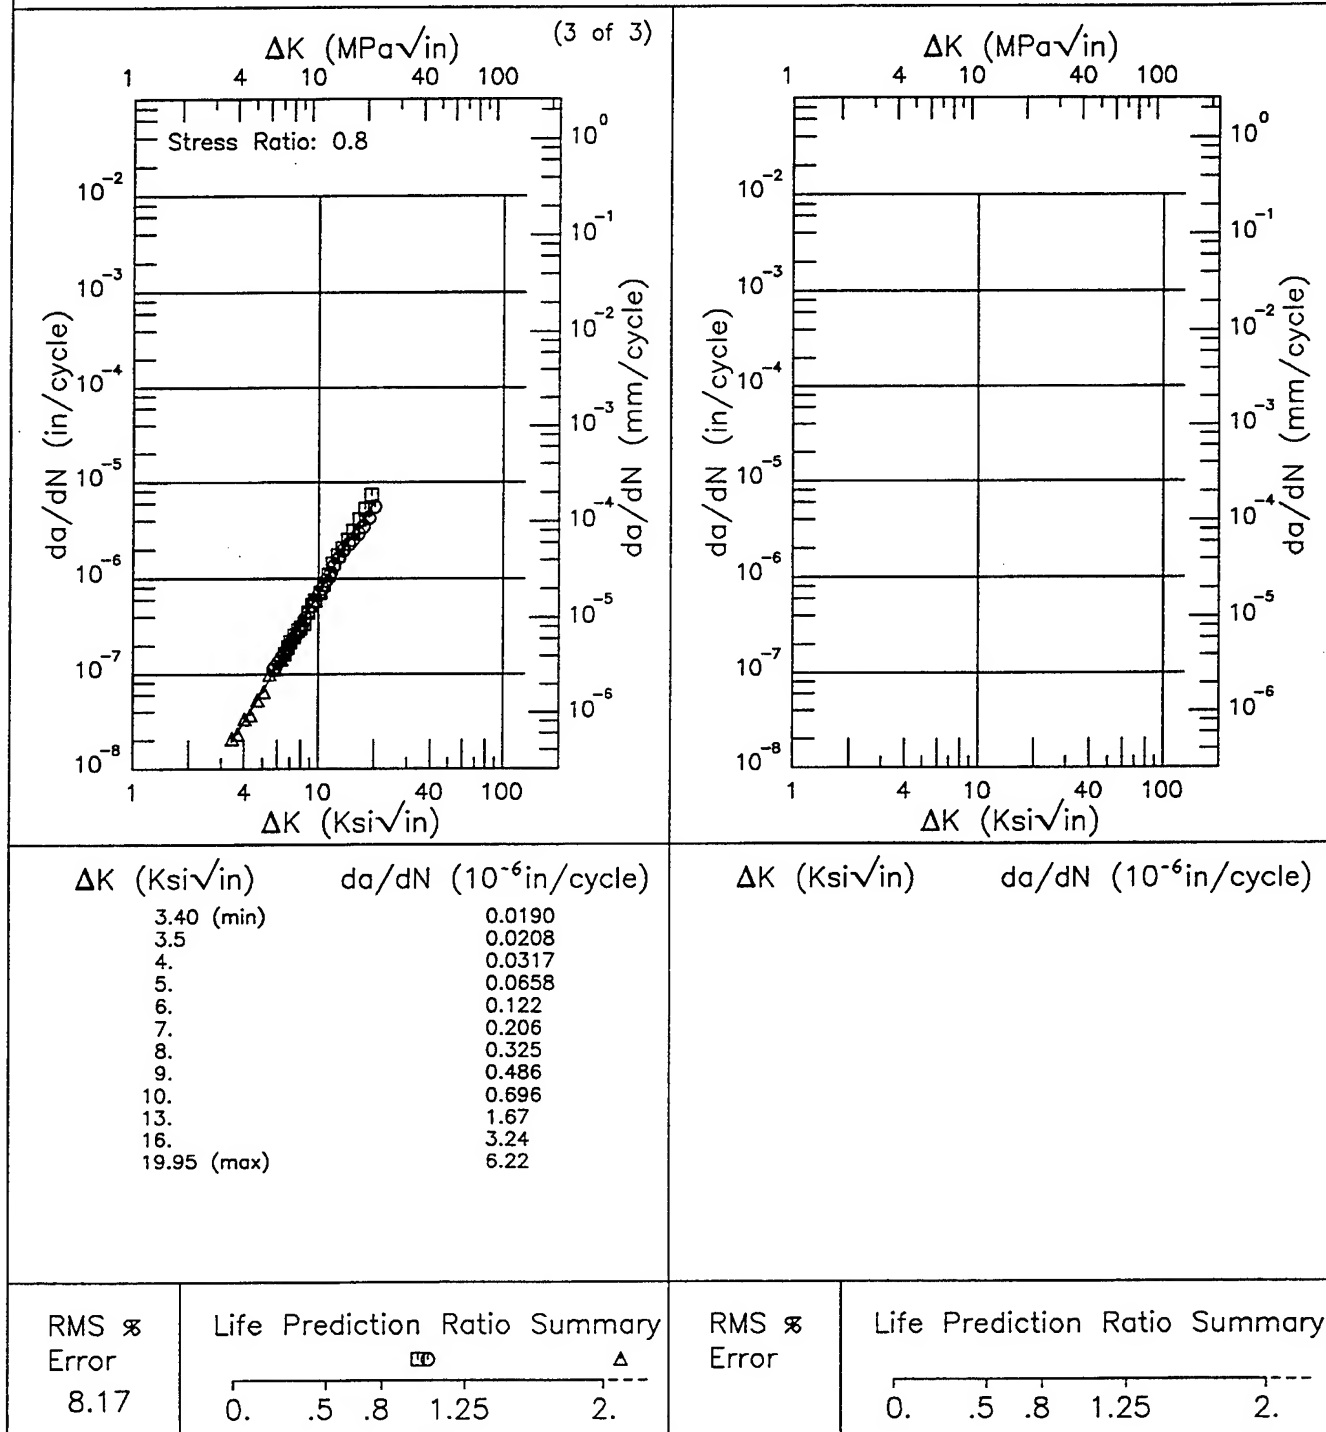 (3 of 3)
ΔK (MPa√in)
1 4 10 40 100
Stress Ratio: 0.8
da/dN (in/cycle)
10⁻²
10⁻³
10⁻⁴
10⁻⁵
10⁻⁶
10⁻⁷
10⁻⁸
10⁰
10⁻¹
10⁻²
10⁻³
10⁻⁴
10⁻⁵
10⁻⁶
da/dN (mm/cycle)
1 4 10 40 100
ΔK (Ksi√in)
ΔK (MPa√in)
1 4 10 40 100
da/dN (in/cycle)
10⁻²
10⁻³
10⁻⁴
10⁻⁵
10⁻⁶
10⁻⁷
10⁻⁸
10⁰
10⁻¹
10⁻²
10⁻³
10⁻⁴
10⁻⁵
10⁻⁶
da/dN (mm/cycle)
1 4 10 40 100
ΔK (Ksi√in)
ΔK (Ksi√in) da/dN (10⁻⁶in/cycle)
3.40 (min) 0.0190
3.5 0.0208
4. 0.0317
5. 0.0658
6. 0.122
7. 0.206
8. 0.325
9. 0.486
10. 0.696
13. 1.67
16. 3.24
19.95 (max) 6.22
ΔK (Ksi√in) da/dN (10⁻⁶in/cycle)
RMS %
Error
8.17
Life Prediction Ratio Summary
0. .5 .8 1.25 2.
RMS %
Error
Life Prediction Ratio Summary
0. .5 .8 1.25 2.